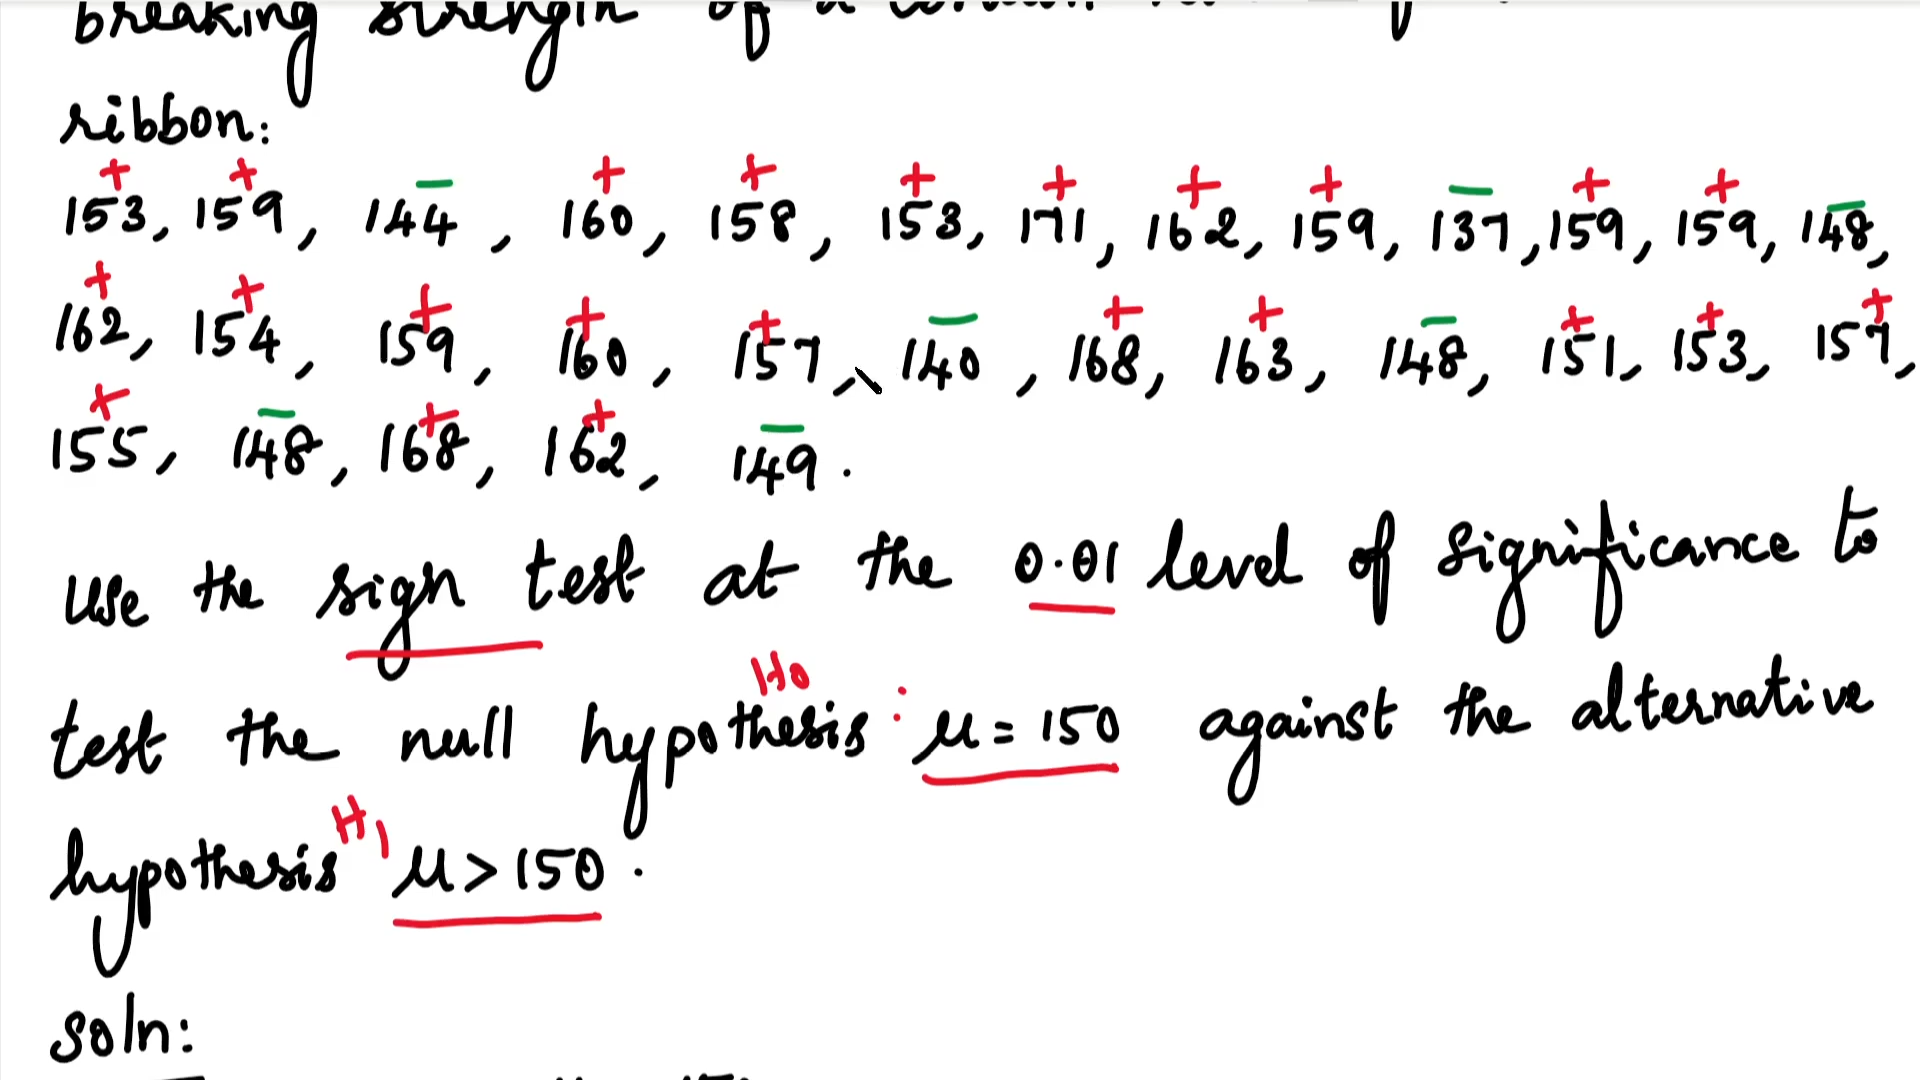 breaking strength of a
ribbon:
+ + − + + + + + + − + + −
153, 159, 144, 160, 158, 153, 171, 162, 159, 137, 159, 159, 148,
+ + + + + − + + − + + +
162, 154, 159, 160, 157, 140, 168, 163, 148, 151, 153, 157,
+ − + + −
155, 148, 168, 162, 149.
Use the sign test at the 0.01 level of significance to
H0
test the null hypothesis: μ = 150 against the alternative
H1
hypothesis μ > 150.
soln: